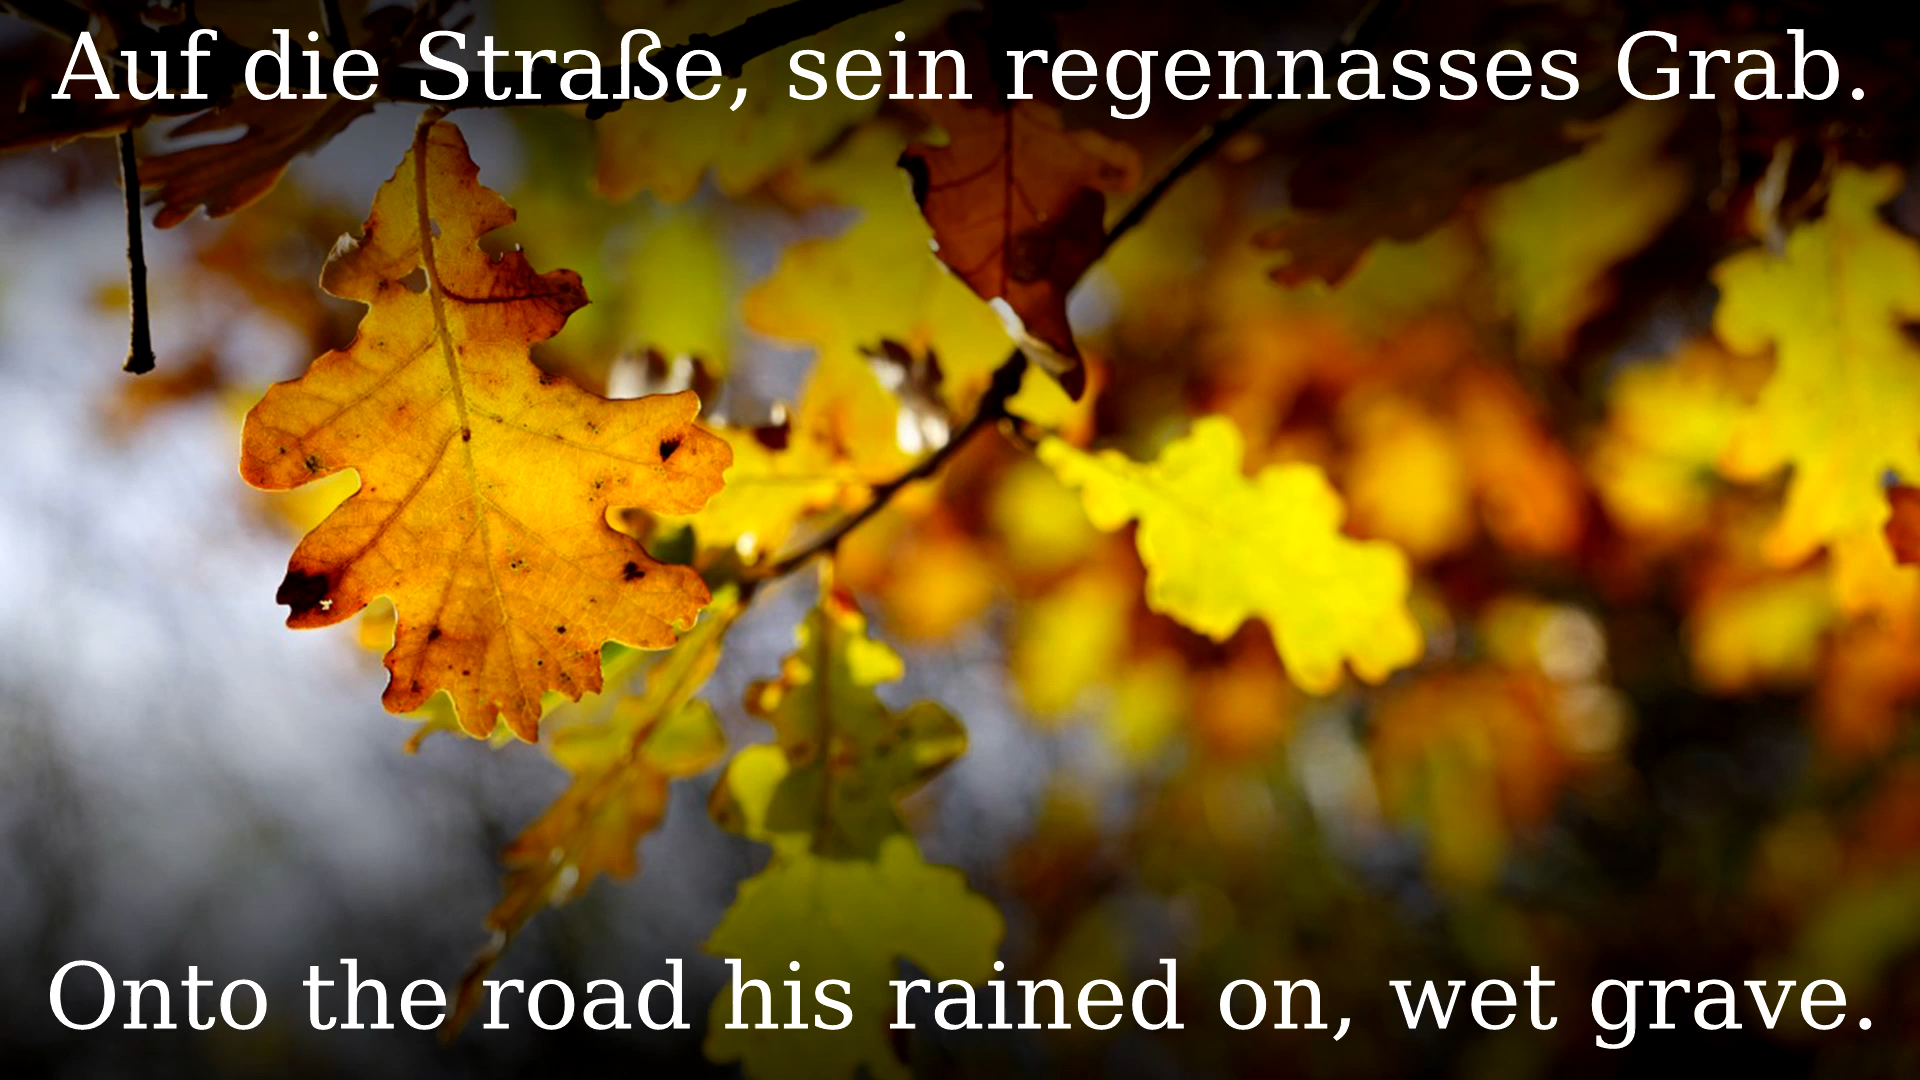 Auf die Straße, sein regennasses Grab.
Onto the road his rained on, wet grave.